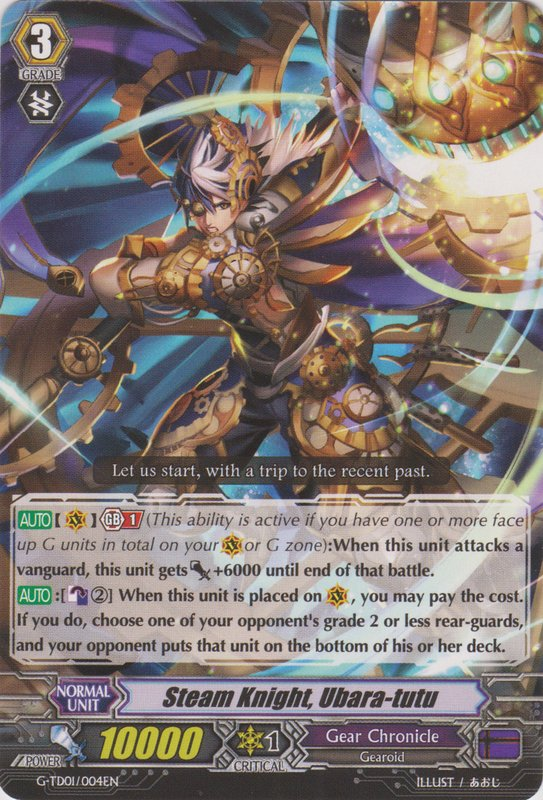 3
GRADE
Let us start, with a trip to the recent past.
AUTO [ ] GB 1 (This ability is active if you have one or more face
up G units in total on your or G zone):When this unit attacks a
vanguard, this unit gets +6000 until end of that battle.
AUTO :[ ②] When this unit is placed on , you may pay the cost.
If you do, choose one of your opponent's grade 2 or less rear-guards,
and your opponent puts that unit on the bottom of his or her deck.
NORMAL
UNIT
Steam Knight, Ubara-tutu
POWER 10000 1
CRITICAL
Gear Chronicle
Gearoid
G-TD01/004EN
ILLUST / あおじ